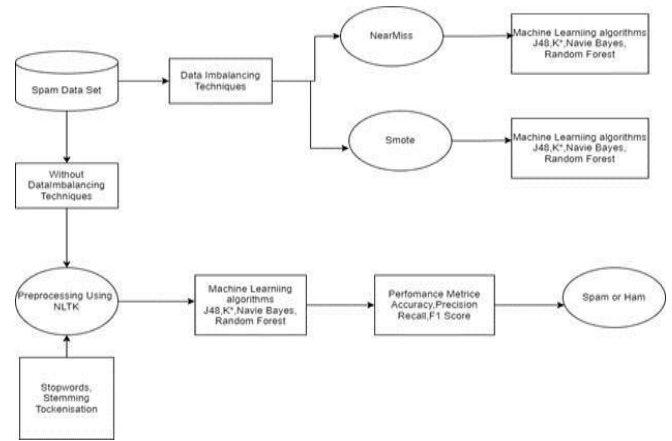 NearMiss
Machine Learniing algorithms
J48,K*,Navie Bayes,
Random Forest
Spam Data Set
Data Imbalancing
Techniques
Smote
Machine Learniing algorithms
J48,K*,Navie Bayes,
Random Forest
Without
DataImbalancing
Techniques
Preprocessing Using
NLTK
Machine Learniing
algorithms
J48,K*,Navie Bayes,
Random Forest
Perfomance Metrice
Accuracy,Precision
Recall,F1 Score
Spam or Ham
Stopwords,
Stemming
Tockenisation